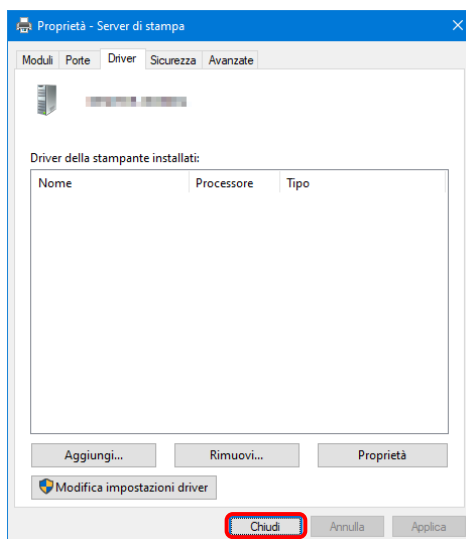 Proprietà - Server di stampa
Moduli Porte Driver Sicurezza Avanzate
Driver della stampante installati:
Nome Processore Tipo
Aggiungi... Rimuovi... Proprietà
Modifica impostazioni driver
Chiudi Annulla Applica